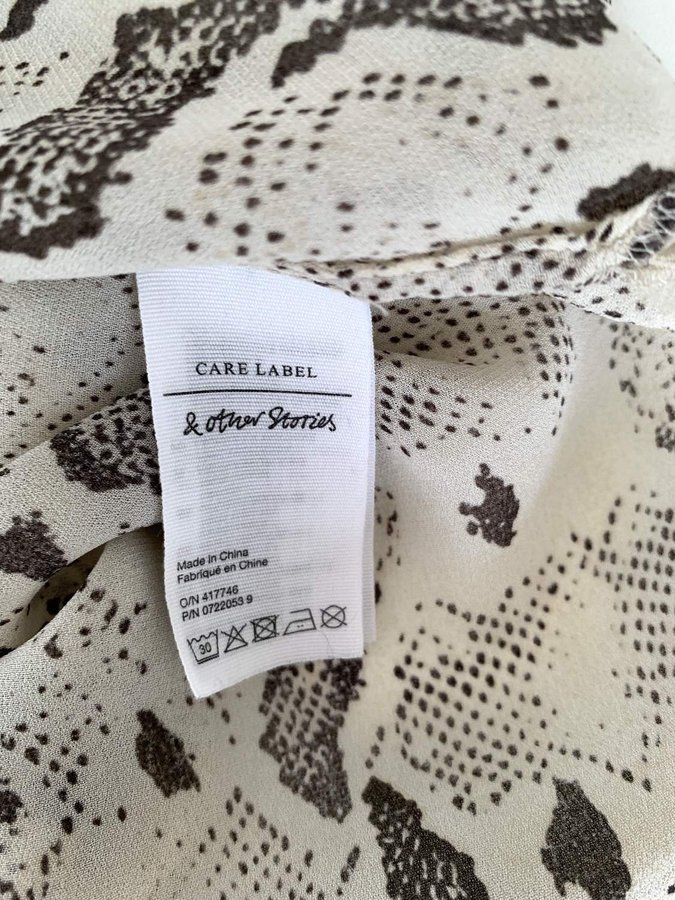 CARE LABEL
& Other Stories
Made in China
Fabriqué en Chine
O/N 417746
P/N 0722053 9
30